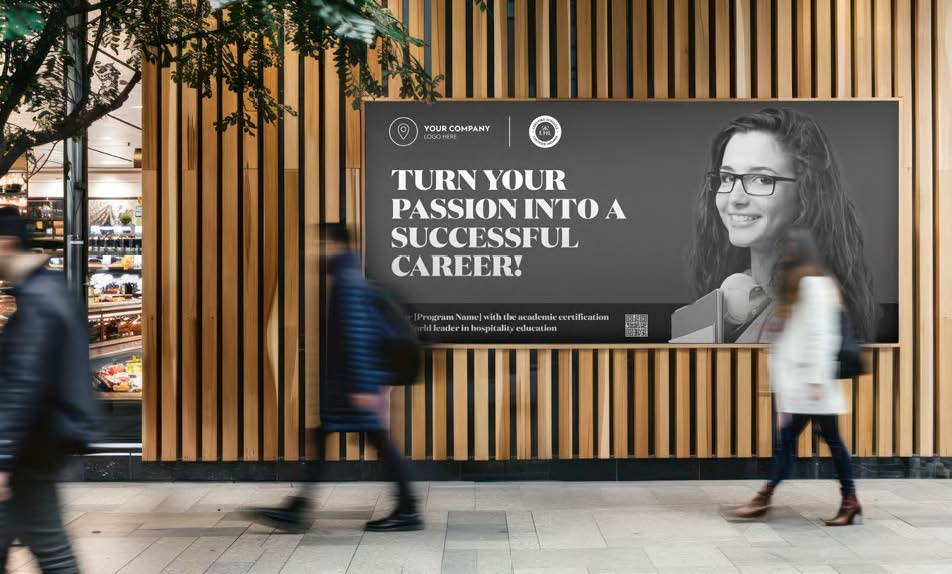 YOUR COMPANY
LOGO HERE
EHL
TURN YOUR
PASSION INTO A
SUCCESSFUL
CAREER!
[Program Name] with the academic certification
leader in hospitality education